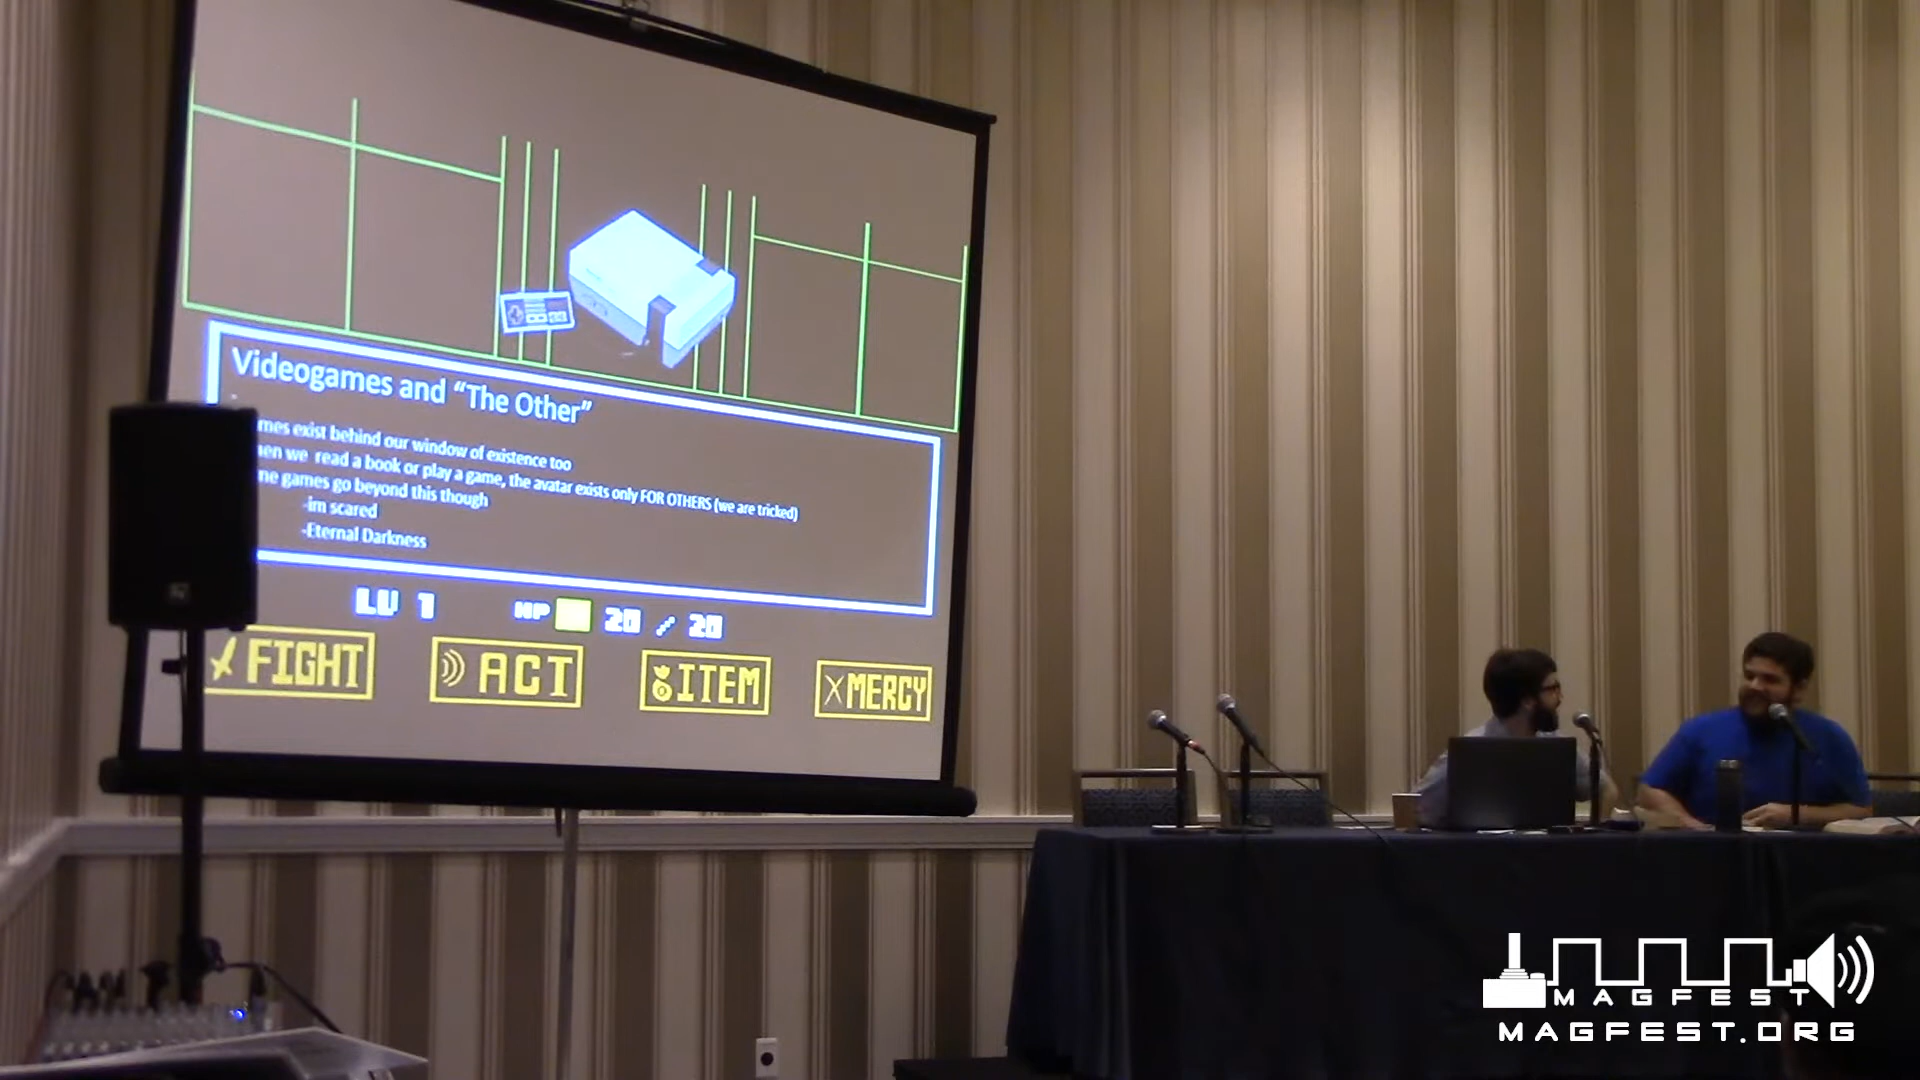 Videogames and “The Other”
mes exist behind our window of existence too
en we read a book or play a game, the avatar exists only FOR OTHERS (we are tricked)
me games go beyond this though
-im scared
-Eternal Darkness
LV 1 HP 20 / 20
FIGHT ACT ITEM MERCY
MAGFEST
MAGFEST.ORG